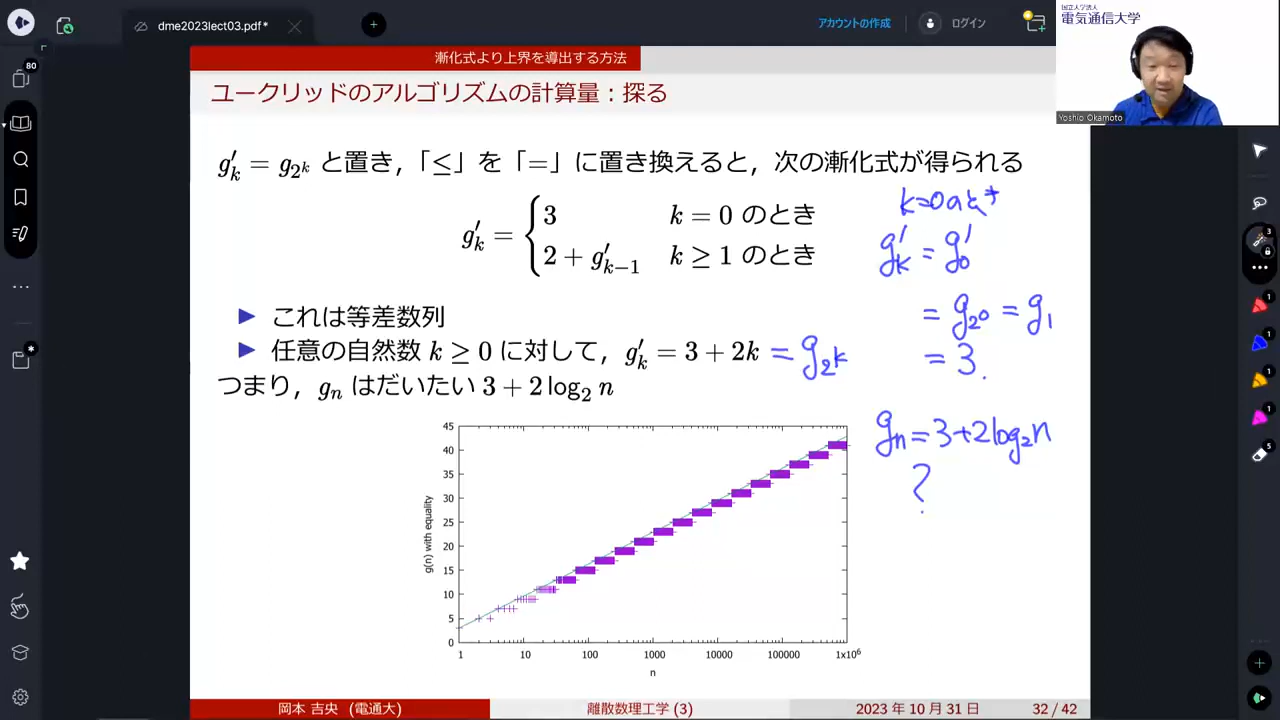 dme2023lect03.pdf*
アカウントの作成
ログイン
国立大学法人
電気通信大学
Yoshio Okamoto
80
漸化式より上界を導出する方法
ユークリッドのアルゴリズムの計算量：探る
g′_k = g_{2^k} と置き，「≤」を「=」に置き換えると，次の漸化式が得られる
g′_k = { 3 k = 0 のとき
2 + g′_{k−1} k ≥ 1 のとき
▶ これは等差数列
▶ 任意の自然数 k ≥ 0 に対して，g′_k = 3 + 2k = g_{2^k}
つまり，g_n はだいたい 3 + 2 log₂ n
k=0のとき
g′_k = g′_0
= g_{2^0} = g_1
= 3.
g_n = 3+2log₂n
?
g(n) with equality
45
40
35
30
25
20
15
10
5
0
1 10 100 1000 10000 100000 1x10⁶
n
3
1
1
1
1
5
岡本 吉央 (電通大)
離散数理工学 (3)
2023 年 10 月 31 日
32 / 42